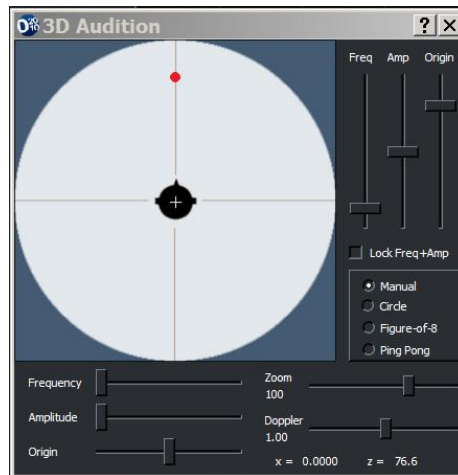 3D Audition
Freq Amp Origin
Lock Freq+Amp
Manual
Circle
Figure-of-8
Ping Pong
Frequency
Amplitude
Origin
Zoom
100
Doppler
1.00
x = 0.0000 z = 76.6